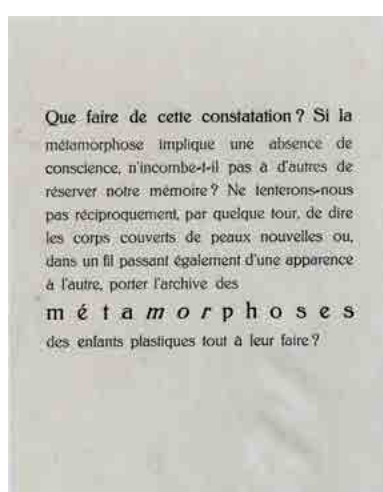 Que faire de cette constatation ? Si la
métamorphose implique une absence de
conscience, n'incombe-t-il pas à d'autres de
réserver notre mémoire ? Ne tenterons-nous
pas réciproquement, par quelque tour, de dire
les corps couverts de peaux nouvelles ou,
dans un fil passant également d'une apparence
à l'autre, porter l'archive des
métamorphoses
des enfants plastiques tout à leur faire ?